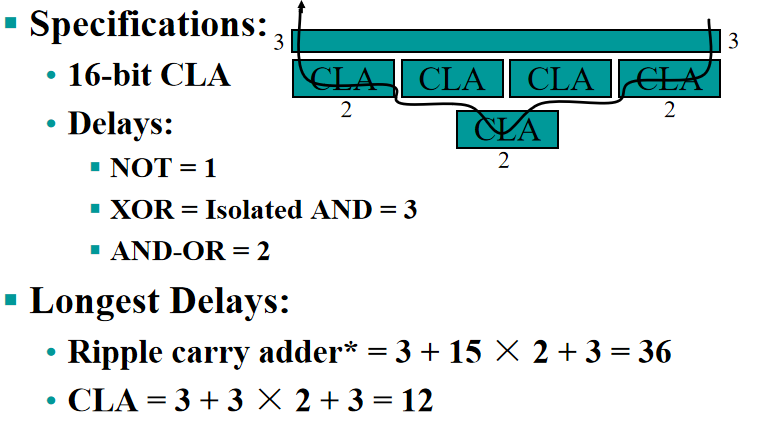 Specifications:
3
3
• 16-bit CLA
CLA CLA CLA CLA
2
2
• Delays:
CLA
2
NOT = 1
XOR = Isolated AND = 3
AND-OR = 2
Longest Delays:
• Ripple carry adder* = 3 + 15 × 2 + 3 = 36
• CLA = 3 + 3 × 2 + 3 = 12